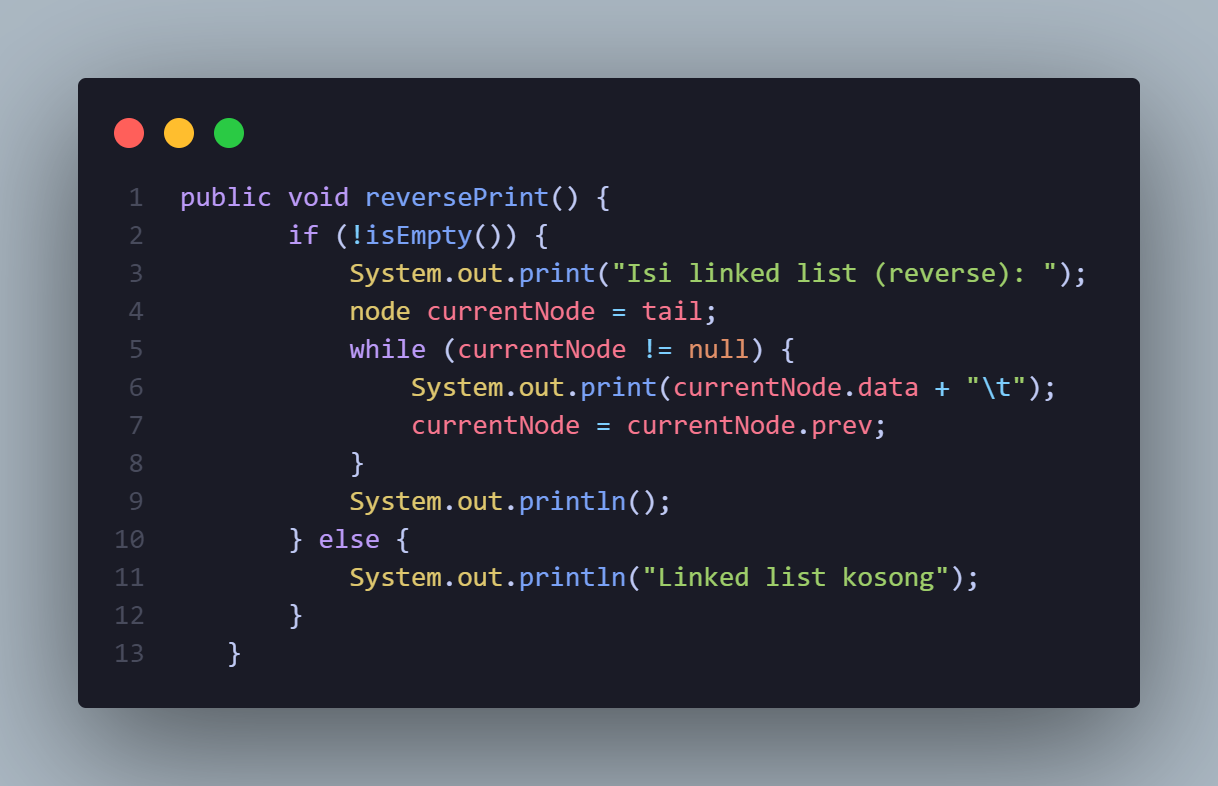 1 public void reversePrint() {
2 if (!isEmpty()) {
3 System.out.print("Isi linked list (reverse): ");
4 node currentNode = tail;
5 while (currentNode != null) {
6 System.out.print(currentNode.data + "\t");
7 currentNode = currentNode.prev;
8 }
9 System.out.println();
10 } else {
11 System.out.println("Linked list kosong");
12 }
13 }